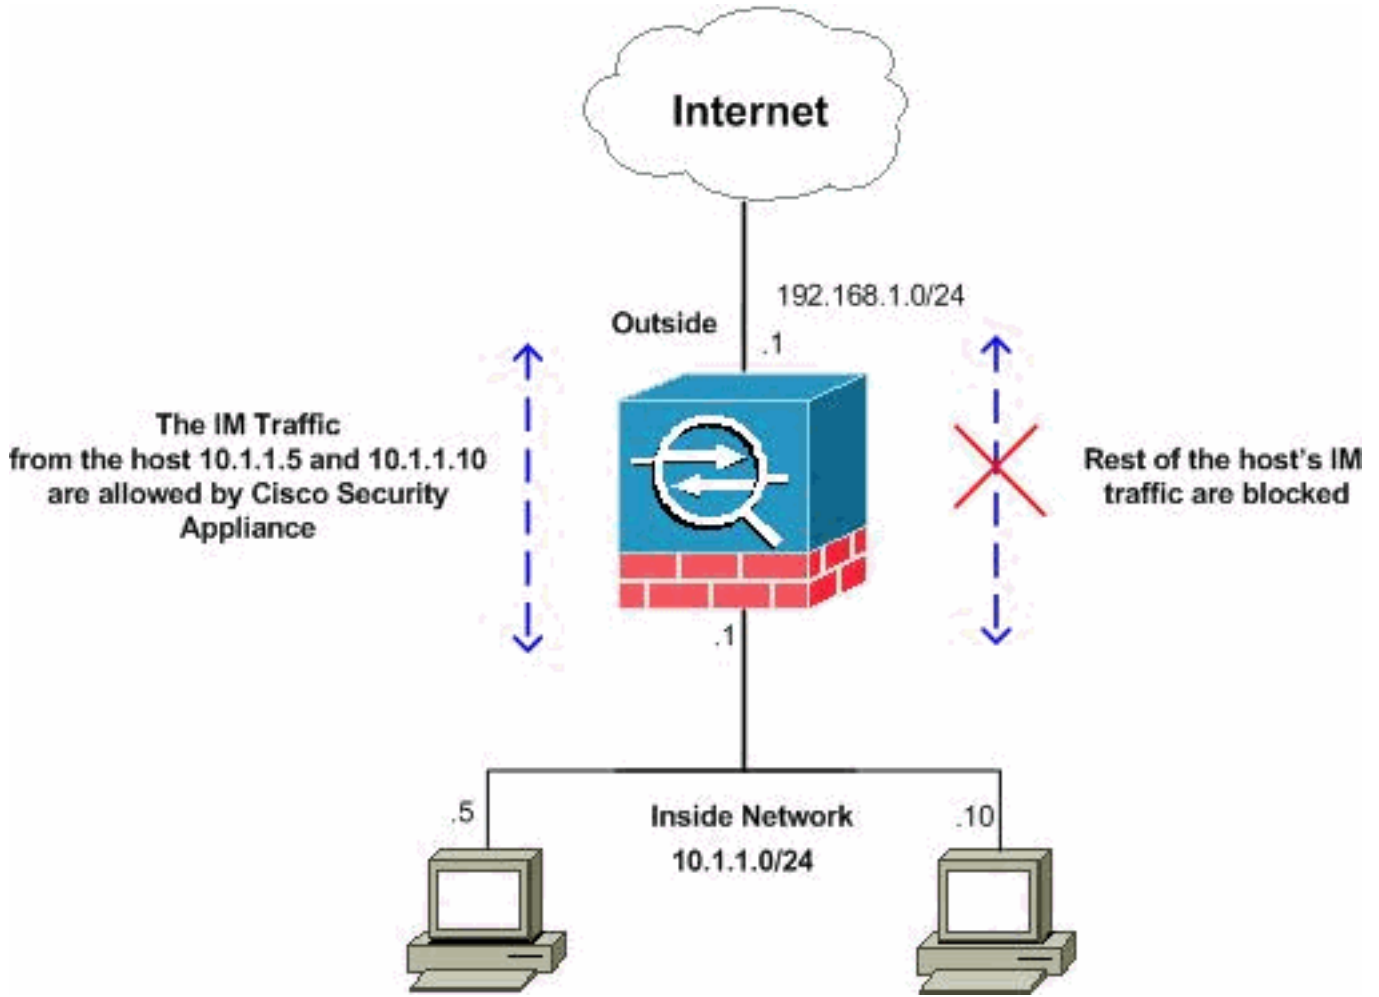 Internet
192.168.1.0/24
Outside
.1
The IM Traffic
from the host 10.1.1.5 and 10.1.1.10
are allowed by Cisco Security
Appliance
Rest of the host's IM
traffic are blocked
.1
.5
Inside Network
.10
10.1.1.0/24